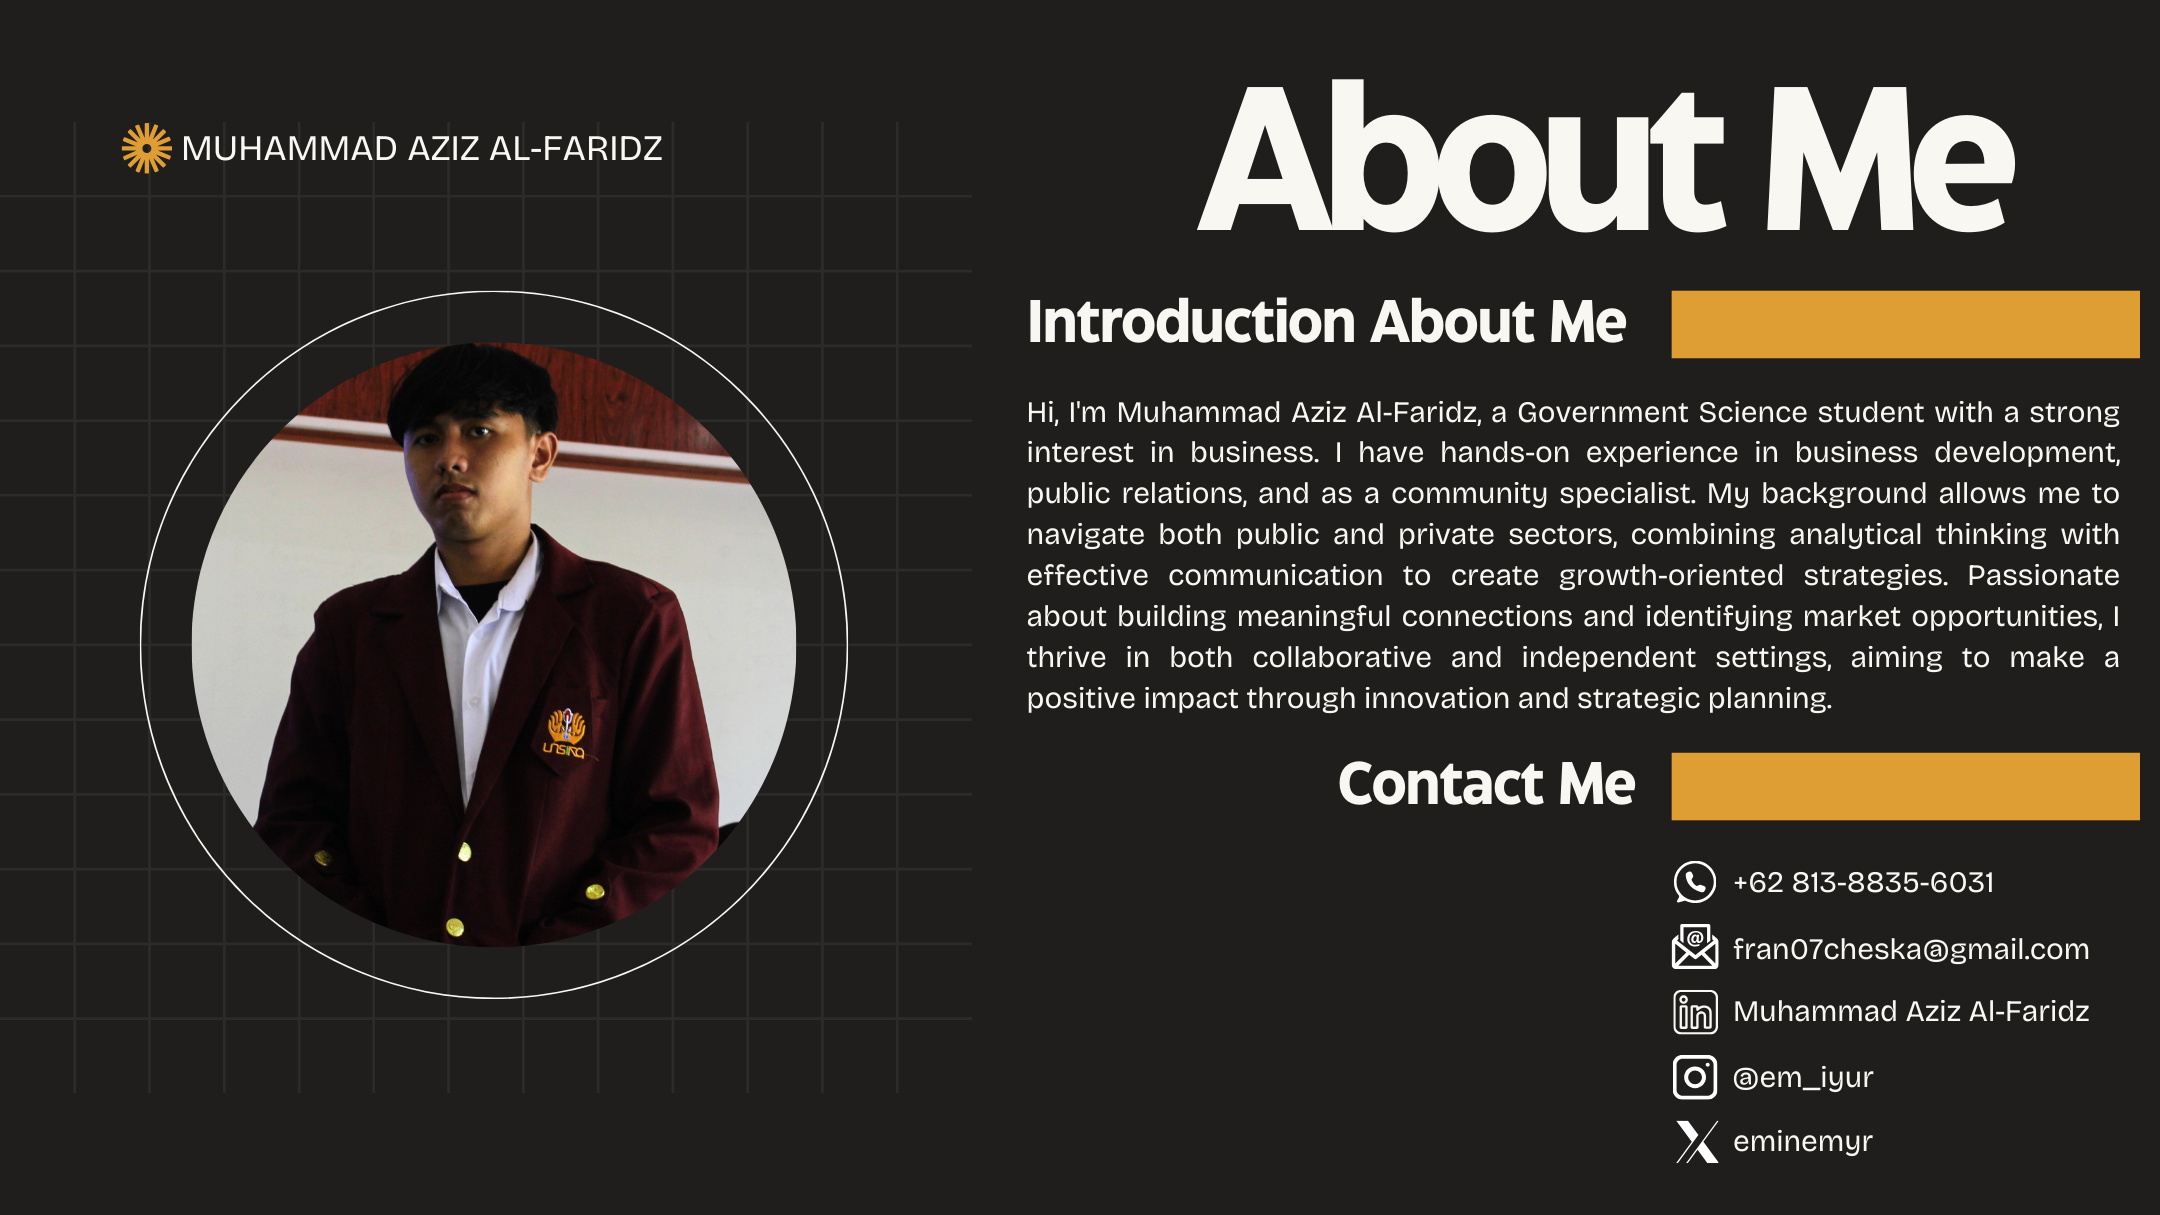 MUHAMMAD AZIZ AL-FARIDZ
About Me
Introduction About Me
Hi, I'm Muhammad Aziz Al-Faridz, a Government Science student with a strong
interest in business. I have hands-on experience in business development,
public relations, and as a community specialist. My background allows me to
navigate both public and private sectors, combining analytical thinking with
effective communication to create growth-oriented strategies. Passionate
about building meaningful connections and identifying market opportunities, I
thrive in both collaborative and independent settings, aiming to make a
positive impact through innovation and strategic planning.
UNSIKA
Contact Me
+62 813-8835-6031
@
fran07cheska@gmail.com
in
Muhammad Aziz Al-Faridz
@em_iyur
X
eminemyr